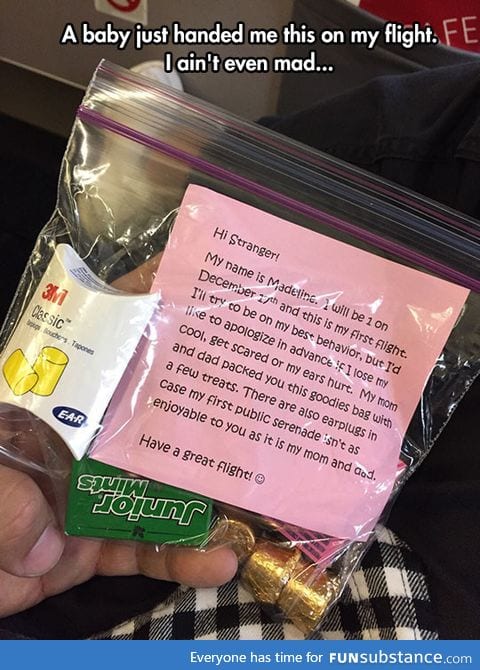 A baby just handed me this on my flight.
I ain't even mad...
FE
Hi Stranger!
My name is Madeline. I will be 1 on
December 17th and this is my first flight.
I'll try to be on my best behavior, but I'd
like to apologize in advance if I lose my
cool, get scared or my ears hurt. My mom
and dad packed you this goodies bag with
a few treats. There are also earplugs in
case my first public serenade isn't as
enjoyable to you as it is my mom and dad.
Have a great flight! ☺
3M
Classic™
Earplugs Bouchons Tapones
E·A·R
Junior
Mints
Everyone has time for FUNsubstance.com